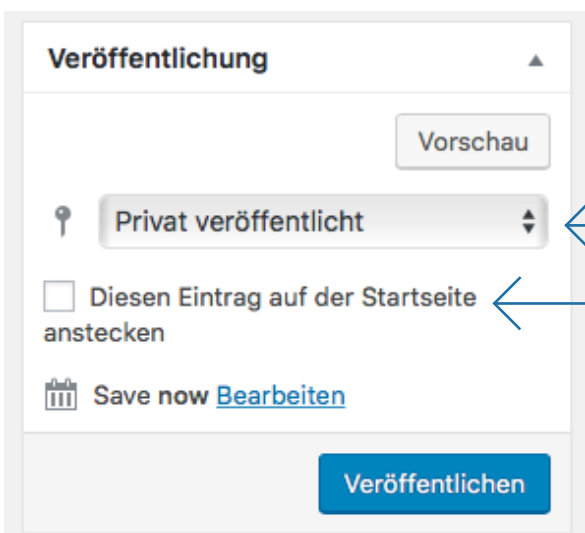 Veröffentlichung
Vorschau
Privat veröffentlicht
Diesen Eintrag auf der Startseite
anstecken
Save now Bearbeiten
Veröffentlichen